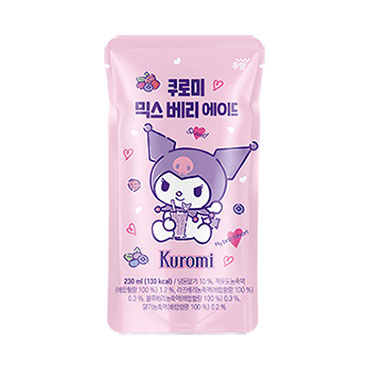 우양
쿠로미
믹스 베리 에이드
Kuromi
230 ml (130 kcal) / 냉동딸기 10 %, 적포도농축액
(배합함량 100 %) 1.2 %, 라즈베리농축액(배합함량 100 %)
0.3 %, 블루베리농축액(배합함량 100 %) 0.3 %,
딸기농축액(배합함량 100 %) 0.2 %